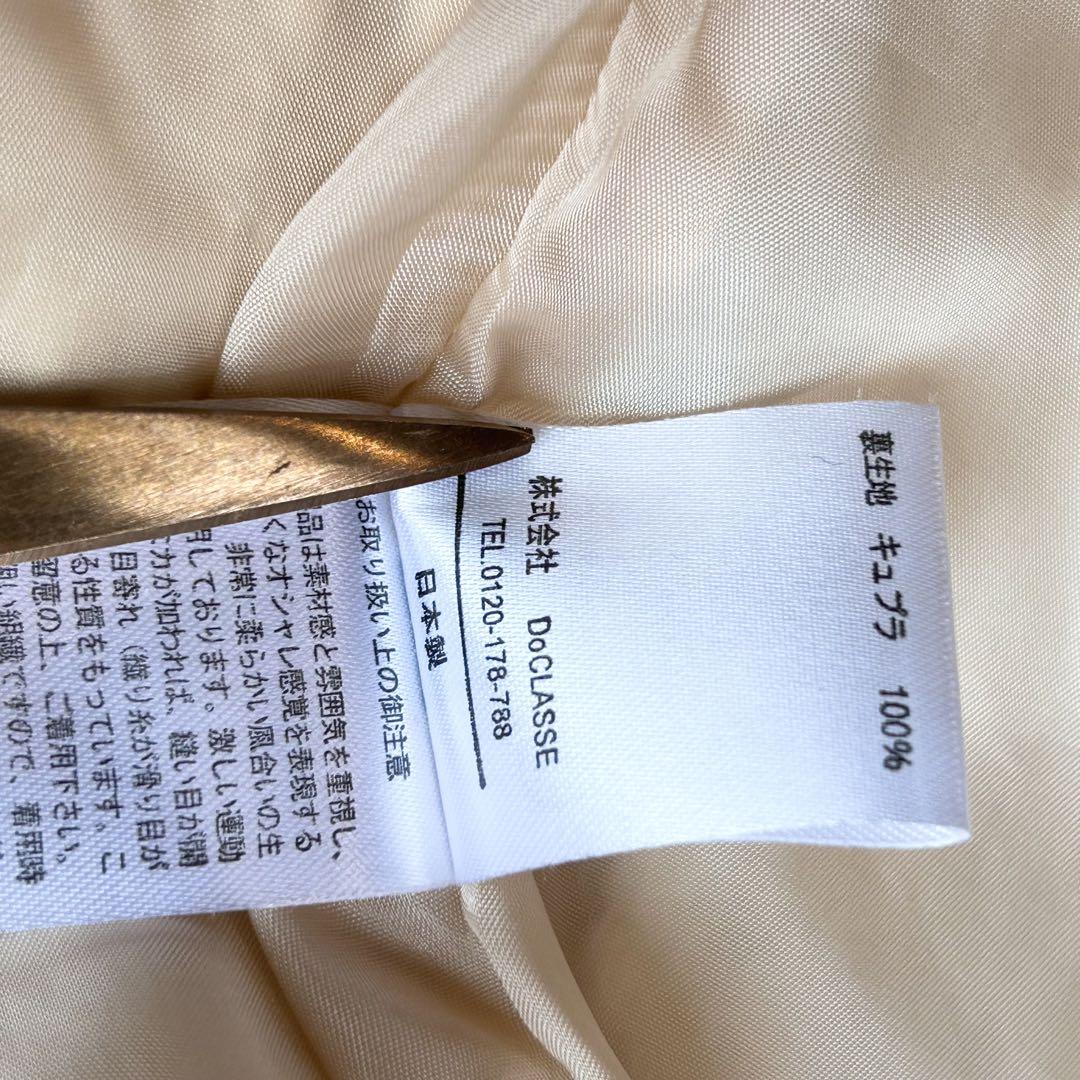 裏生地 キュプラ 100%
株式会社 DoCLASSE
TEL.0120-178-788
日本製
お取り扱い上の御注意
品は素材感と雰囲気を重視し、
くなオシャレ感覚を表現する
非常に柔らかい風合いの生
しております。激しい運動
力が加われば、縫い目が開
目寄れ(織り糸が滑り目が
る性質をもっています。こ
留意の上、ご着用下さい。
い組織ですので、着用時